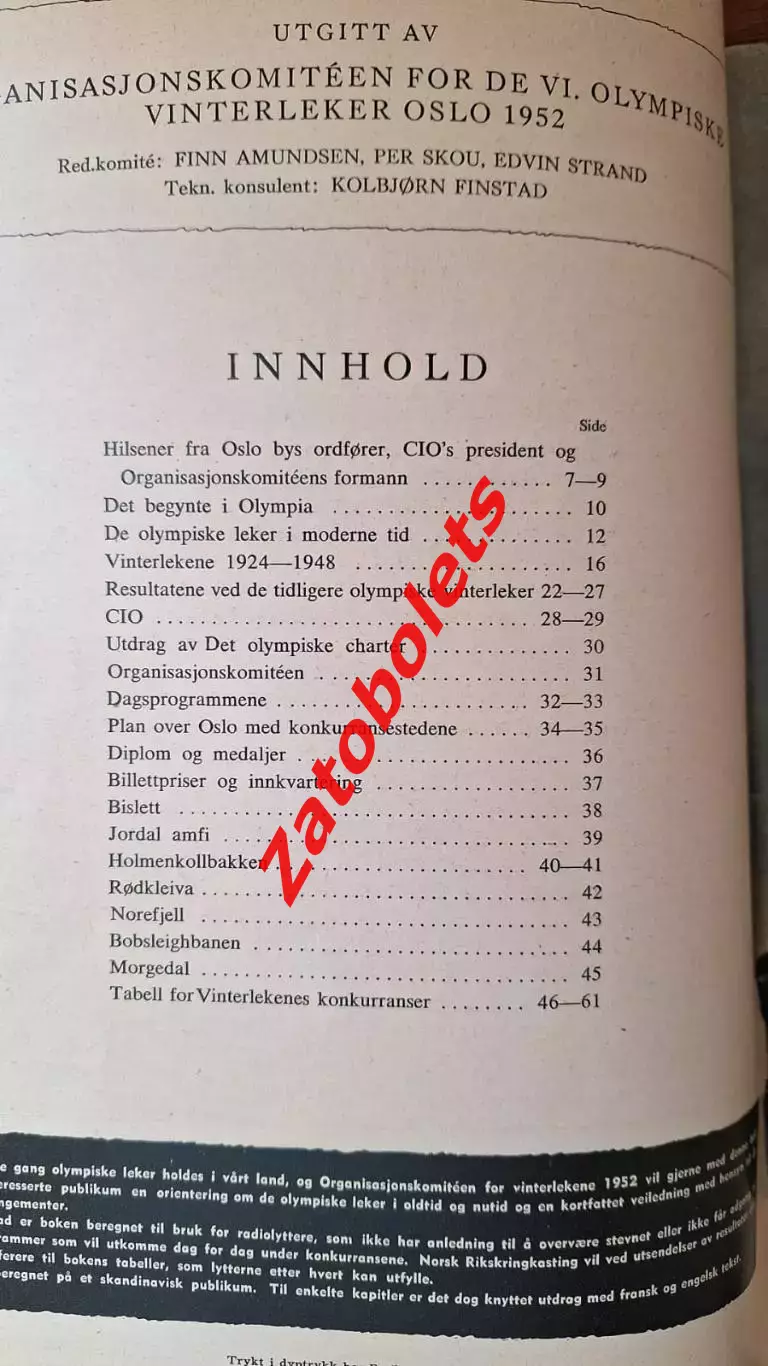 UTGITT AV
ANISASJONSKOMITÉEN FOR DE VI. OLYMPISKE
VINTERLEKER OSLO 1952
Red.komité: FINN AMUNDSEN, PER SKOU, EDVIN STRAND
Tekn. konsulent: KOLBJØRN FINSTAD
INNHOLD
Side
Hilsener fra Oslo bys ordfører, CIO's president og
Organisasjonskomitéens formann ............ 7—9
Det begynte i Olympia ...................... 10
De olympiske leker i moderne tid .............. 12
Vinterlekene 1924—1948 .................... 16
Resultatene ved de tidligere olympiske vinterleker 22—27
CIO .................................... 28—29
Utdrag av Det olympiske charter .............. 30
Organisasjonskomitéen ........................ 31
Dagsprogrammene ........................ 32—33
Plan over Oslo med konkurransestedene ...... 34—35
Diplom og medaljer .......................... 36
Billettpriser og innkvartering .................. 37
Bislett ...................................... 38
Jordal amfi .................................. 39
Holmenkollbakken ........................ 40—41
Rødkleiva .................................... 42
Norefjell .................................... 43
Bobsleighbanen .............................. 44
Morgedal .................................... 45
Tabell for Vinterlekenes konkurranser ........ 46—61
Zatobolets
e gang olympiske leker holdes i vårt land, og Organisasjonskomitéen for vinterlekene 1952 vil gjerne med denne
eresserte publikum en orientering om de olympiske leker i oldtid og nutid og en kortfattet veiledning med hensyn
ngementer.
ad er boken beregnet til bruk for radiolyttere, som ikke har anledning til å overvære stevnet eller ikke får
rammer som vil utkomme dag for dag under konkurransene. Norsk Rikskringkasting vil ved utsendelser av
ferere til bokens tabeller, som lytterne etter hvert kan utfylle.
beregnet på et skandinavisk publikum. Til enkelte kapitler er det dog knyttet utdrag med fransk og engelsk tekst.
Trykt i dyptrykk